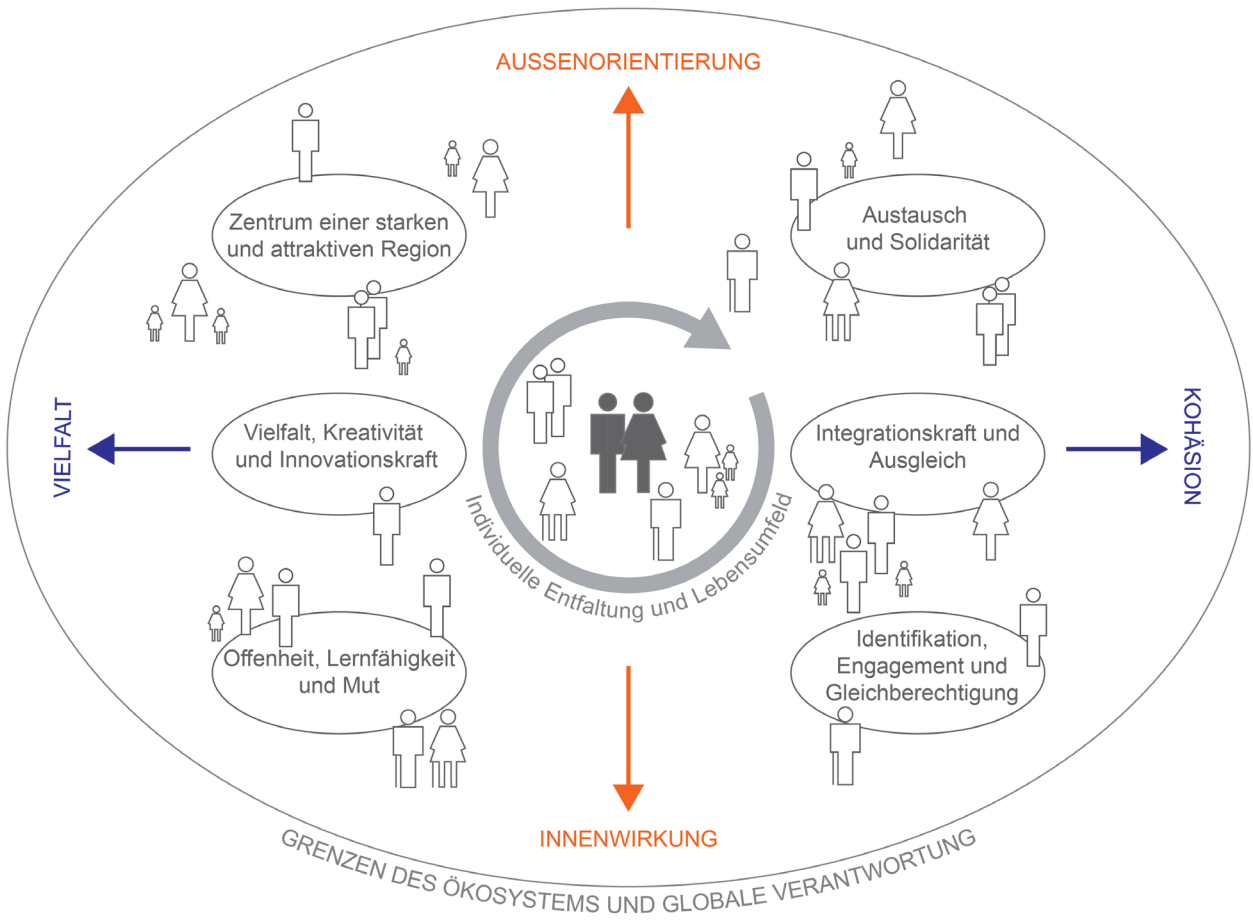 AUSSENORIENTIERUNG
Zentrum einer starken
und attraktiven Region
Austausch
und Solidarität
VIELFALT
Vielfalt, Kreativität
und Innovationskraft
Integrationskraft und
Ausgleich
KOHÄSION
Individuelle Entfaltung und Lebensumfeld
Offenheit, Lernfähigkeit
und Mut
Identifikation,
Engagement und
Gleichberechtigung
INNENWIRKUNG
GRENZEN DES ÖKOSYSTEMS UND GLOBALE VERANTWORTUNG